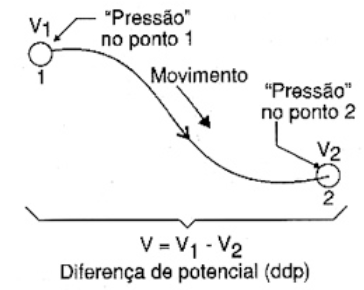 V1
"Pressão"
no ponto 1
1
Movimento
"Pressão"
no ponto 2
V2
2
V = V1 - V2
Diferença de potencial (ddp)